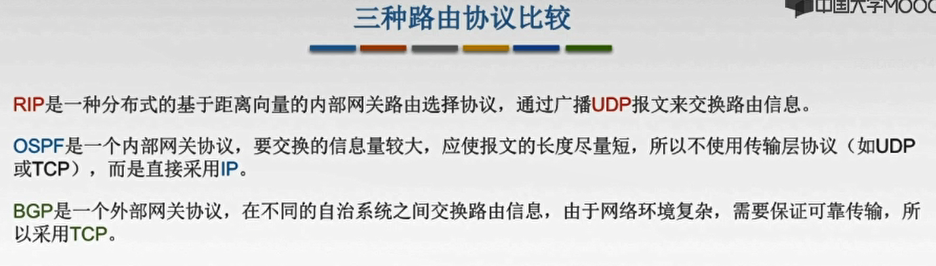 中国大学MOOC
三种路由协议比较
RIP是一种分布式的基于距离向量的内部网关路由选择协议，通过广播UDP报文来交换路由信息。
OSPF是一个内部网关协议，要交换的信息量较大，应使报文的长度尽量短，所以不使用传输层协议（如UDP
或TCP），而是直接采用IP。
BGP是一个外部网关协议，在不同的自治系统之间交换路由信息，由于网络环境复杂，需要保证可靠传输，所
以采用TCP。